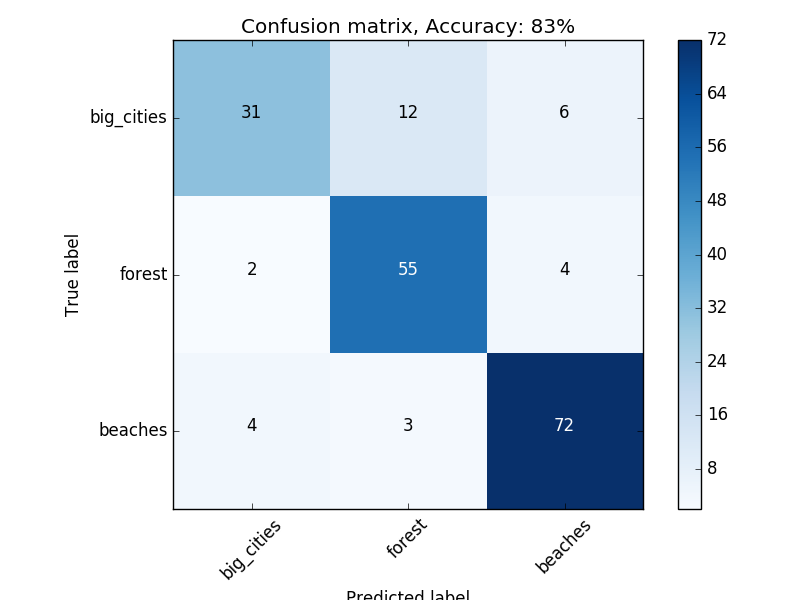 Confusion matrix, Accuracy: 83%
72
big_cities 31 12 6
64
56
48
True label
forest 2 55 4
40
32
24
16
beaches 4 3 72
8
big_cities forest beaches
Predicted label